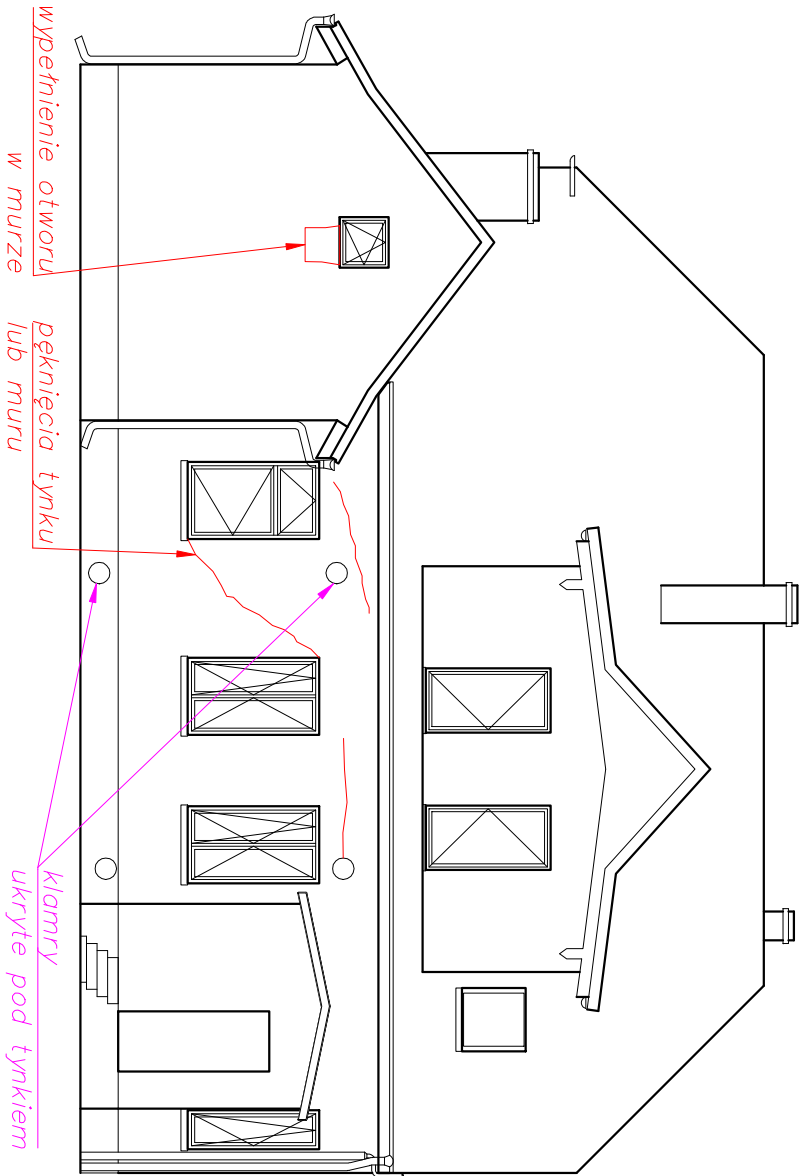 wypełnienie otworu
w murze
pęknięcia tynku
lub muru
klamry
ukryte pod tynkiem